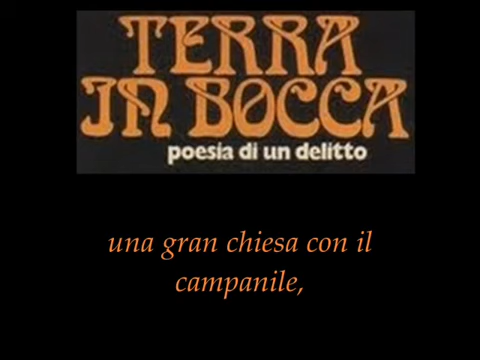 TERRA
IN BOCCA
poesia di un delitto
una gran chiesa con il
campanile,